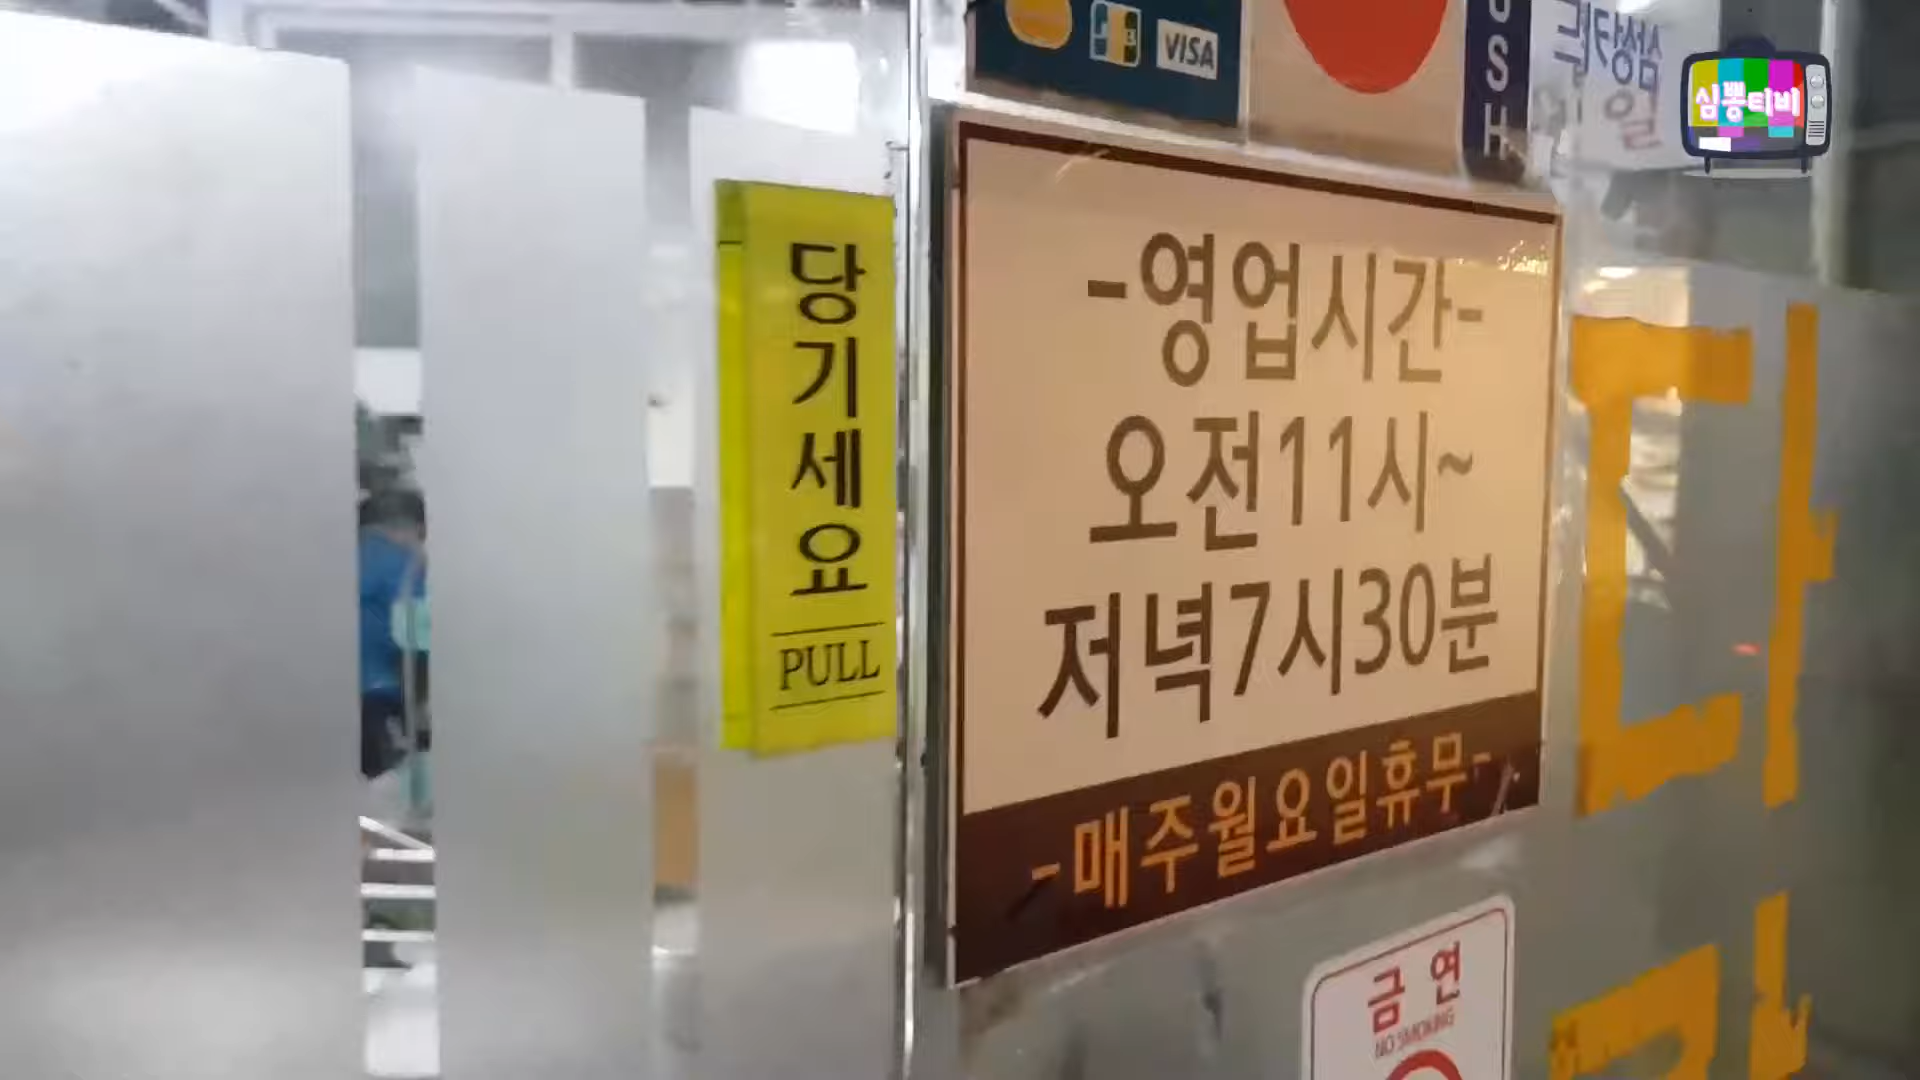 VISA
USH
심뽕티비
당기세요
PULL
-영업시간-
오전11시~
저녁7시30분
-매주월요일휴무-
금연
NO SMOKING